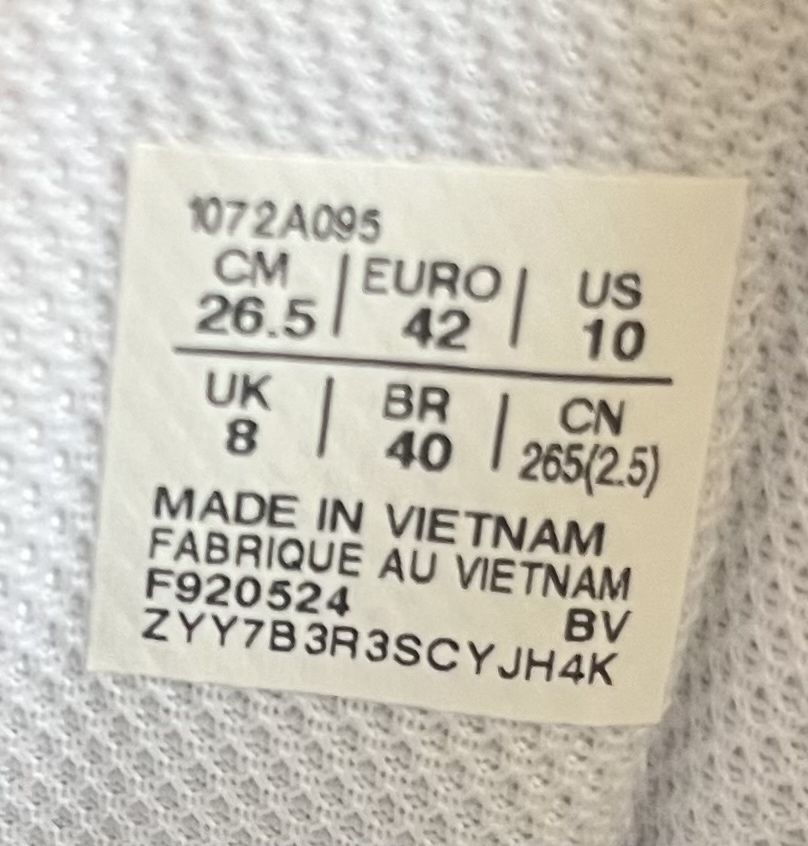 1072A095
CM | EURO | US
26.5 | 42 | 10
UK | BR | CN
8 | 40 | 265(2.5)
MADE IN VIETNAM
FABRIQUE AU VIETNAM
F920524 BV
ZYY7B3R3SCYJH4K